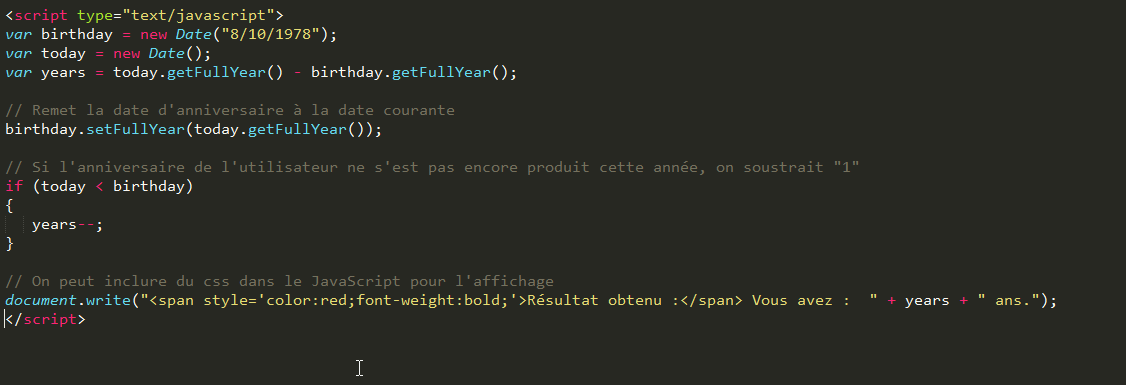 <script type="text/javascript">
var birthday = new Date("8/10/1978");
var today = new Date();
var years = today.getFullYear() - birthday.getFullYear();
// Remet la date d'anniversaire à la date courante
birthday.setFullYear(today.getFullYear());
// Si l'anniversaire de l'utilisateur ne s'est pas encore produit cette année, on soustrait "1"
if (today < birthday)
{
years--;
}
// On peut inclure du css dans le JavaScript pour l'affichage
document.write("<span style='color:red;font-weight:bold;'>Résultat obtenu :</span> Vous avez :  " + years + " ans.");
</script>